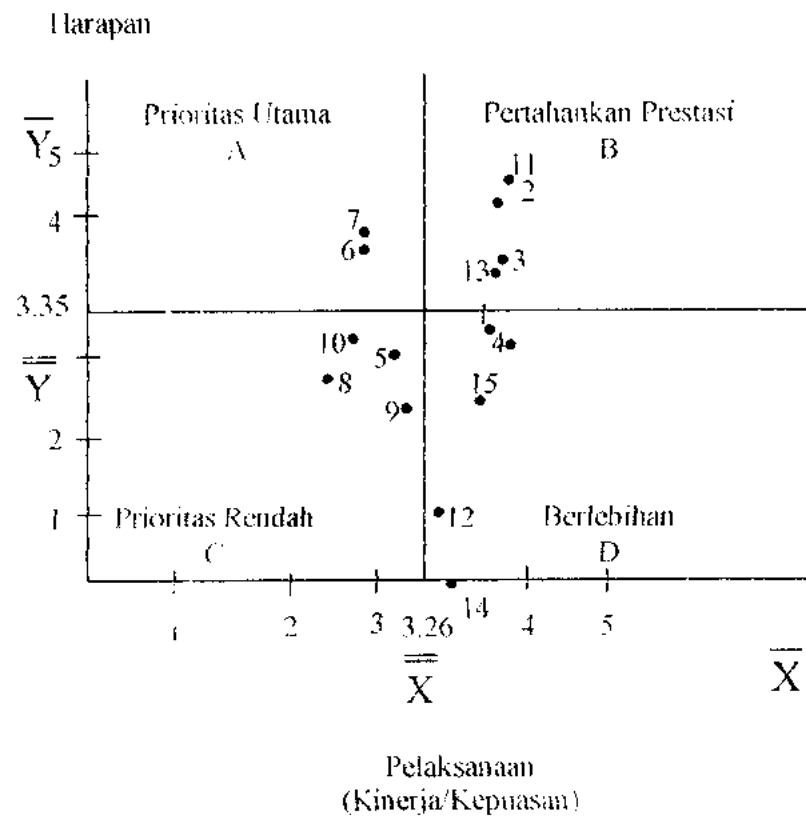 Harapan
Prioritas Utama
A
Pertahankan Prestasi
B
Y
5
11
2
4
7
6
3
13
3.35
1
4
10
5
8
15
9
Y
2
1
Prioritas Rendah
C
12
Berlebihan
D
14
1
2
3
3.26
4
5
X
X
Pelaksanaan
(Kinerja/Kepuasan)